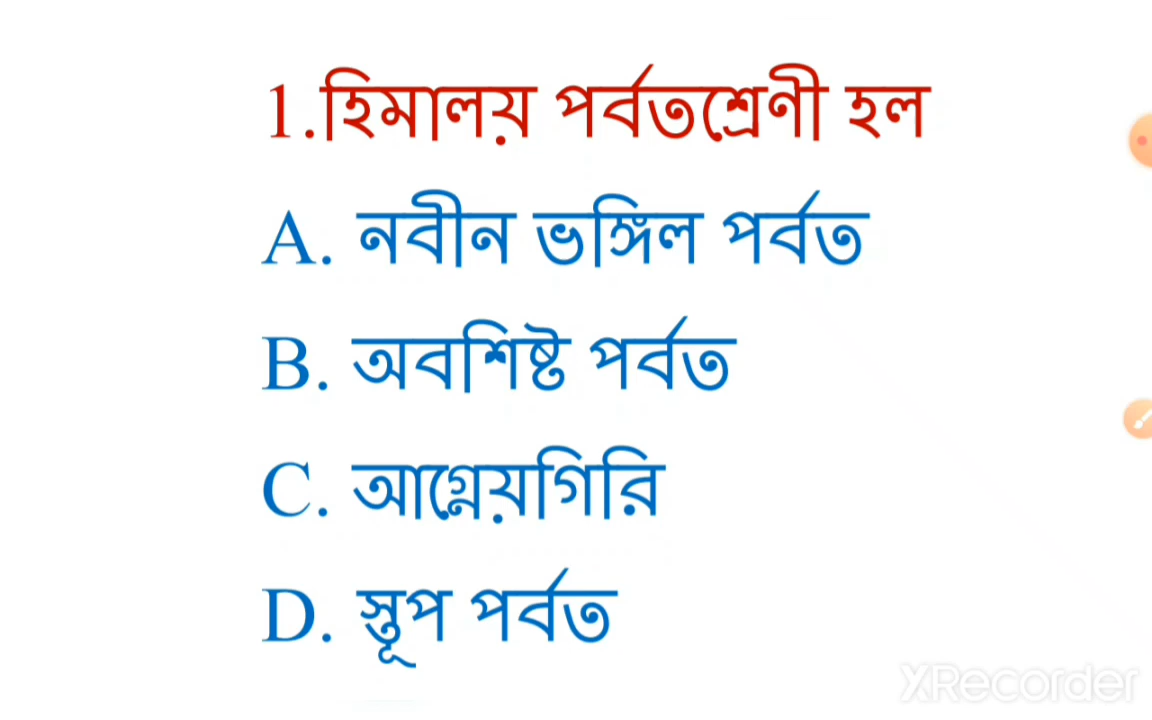 1.হিমালয় পর্বতশ্রেণী হল
A. নবীন ভঙ্গিল পর্বত
B. অবশিষ্ট পর্বত
C. আগ্নেয়গিরি
D. স্তূপ পর্বত
XRecorder